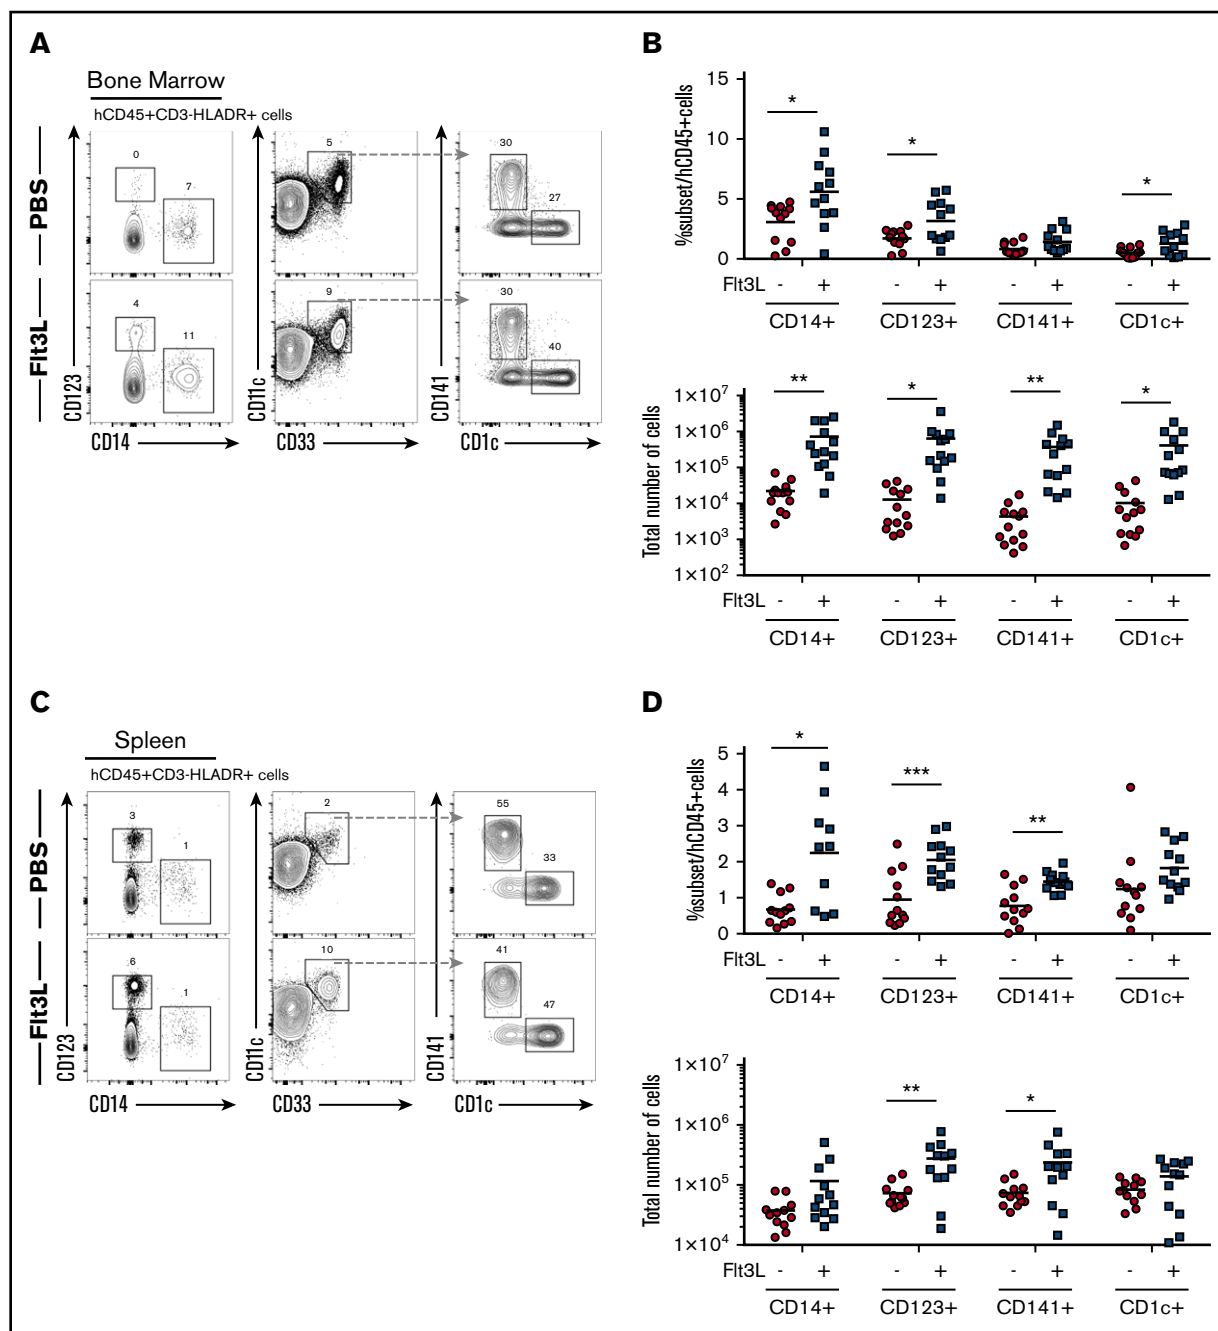 A
Bone Marrow
hCD45+CD3-HLADR+ cells
PBS
0
7
5
30
27
Flt3L
4
11
9
30
40
CD123
CD11c
CD141
CD14
CD33
CD1c
B
%subset/hCD45+cells
15
10
5
0
*
*
*
Flt3L - + - + - + - +
CD14+ CD123+ CD141+ CD1c+
Total number of cells
1×10⁷
1×10⁶
1×10⁵
1×10⁴
1×10³
1×10²
** * ** *
Flt3L - + - + - + - +
CD14+ CD123+ CD141+ CD1c+
C
Spleen
hCD45+CD3-HLADR+ cells
PBS
3
1
2
55
33
Flt3L
6
1
10
41
47
CD123
CD11c
CD141
CD14
CD33
CD1c
D
%subset/hCD45+cells
5
4
3
2
1
0
*
***
**
Flt3L - + - + - + - +
CD14+ CD123+ CD141+ CD1c+
Total number of cells
1×10⁷
1×10⁶
1×10⁵
1×10⁴
**
*
Flt3L - + - + - + - +
CD14+ CD123+ CD141+ CD1c+